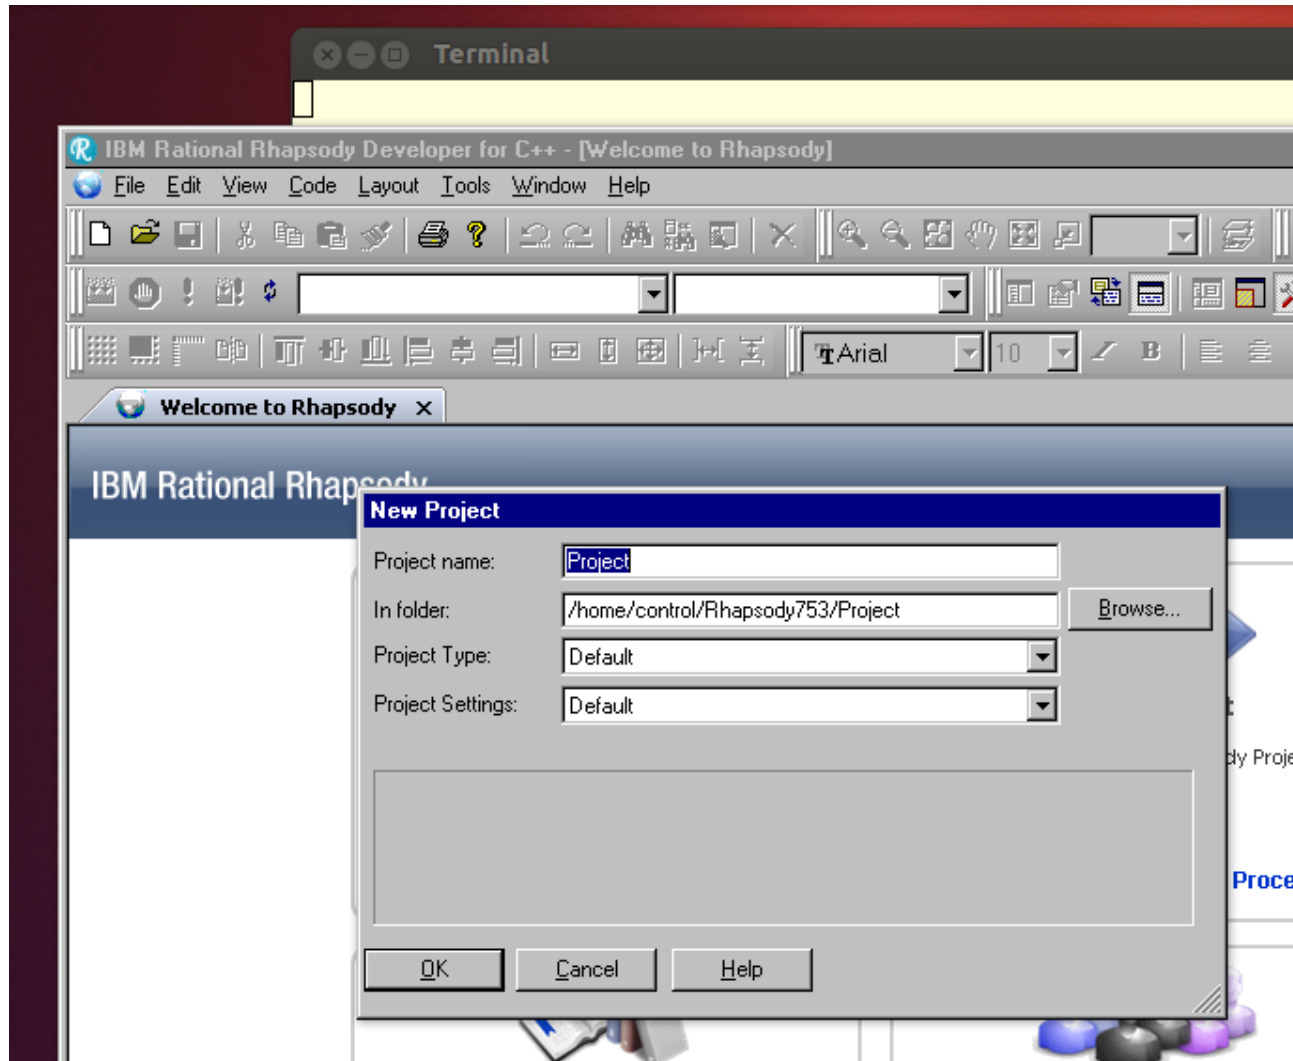 Terminal
IBM Rational Rhapsody Developer for C++ - [Welcome to Rhapsody]
File Edit View Code Layout Tools Window Help
Arial 10
Welcome to Rhapsody
IBM Rational Rhapsody
New Project
Project name: Project
In folder: /home/control/Rhapsody753/Project Browse...
Project Type: Default
Project Settings: Default
dy Proje
Proce
OK Cancel Help